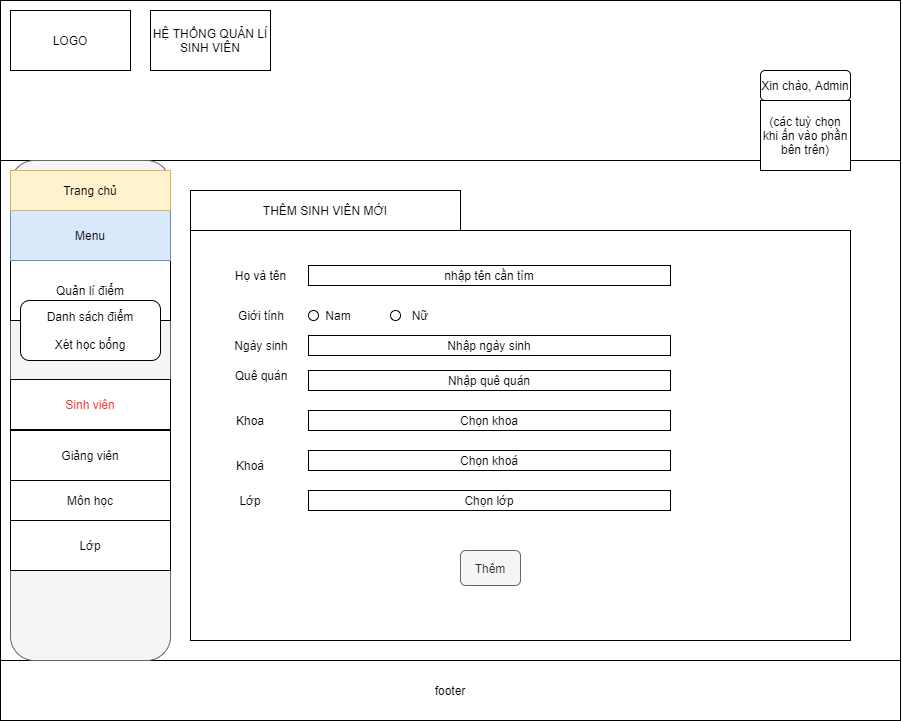 LOGO
HỆ THỐNG QUẢN LÍ
SINH VIÊN
Xin chào, Admin
(các tuỳ chọn
khi ấn vào phần
bên trên)
Trang chủ
Menu
Quản lí điểm
Danh sách điểm
Xét học bổng
Sinh viên
Giảng viên
Môn học
Lớp
THÊM SINH VIÊN MỚI
Họ và tên
nhập tên cần tìm
Giới tính
Nam
Nữ
Ngày sinh
Nhập ngày sinh
Quê quán
Nhập quê quán
Khoa
Chọn khoa
Khoá
Chọn khoá
Lớp
Chọn lớp
Thêm
footer